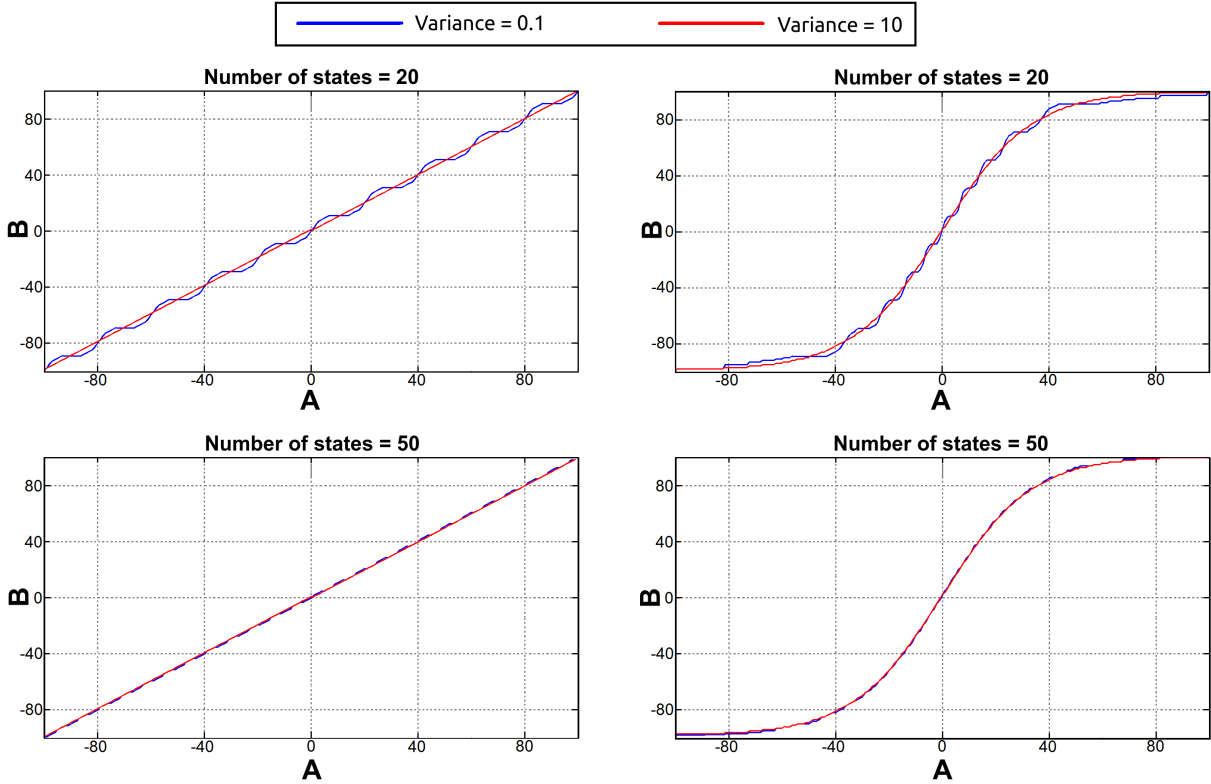 Variance = 0.1 Variance = 10
Number of states = 20 Number of states = 20
80 80
40 40
B 0 B 0
-40 -40
-80 -80
-80 -40 0 40 80 -80 -40 0 40 80
A A
Number of states = 50 Number of states = 50
80 80
40 40
B 0 B 0
-40 -40
-80 -80
-80 -40 0 40 80 -80 -40 0 40 80
A A